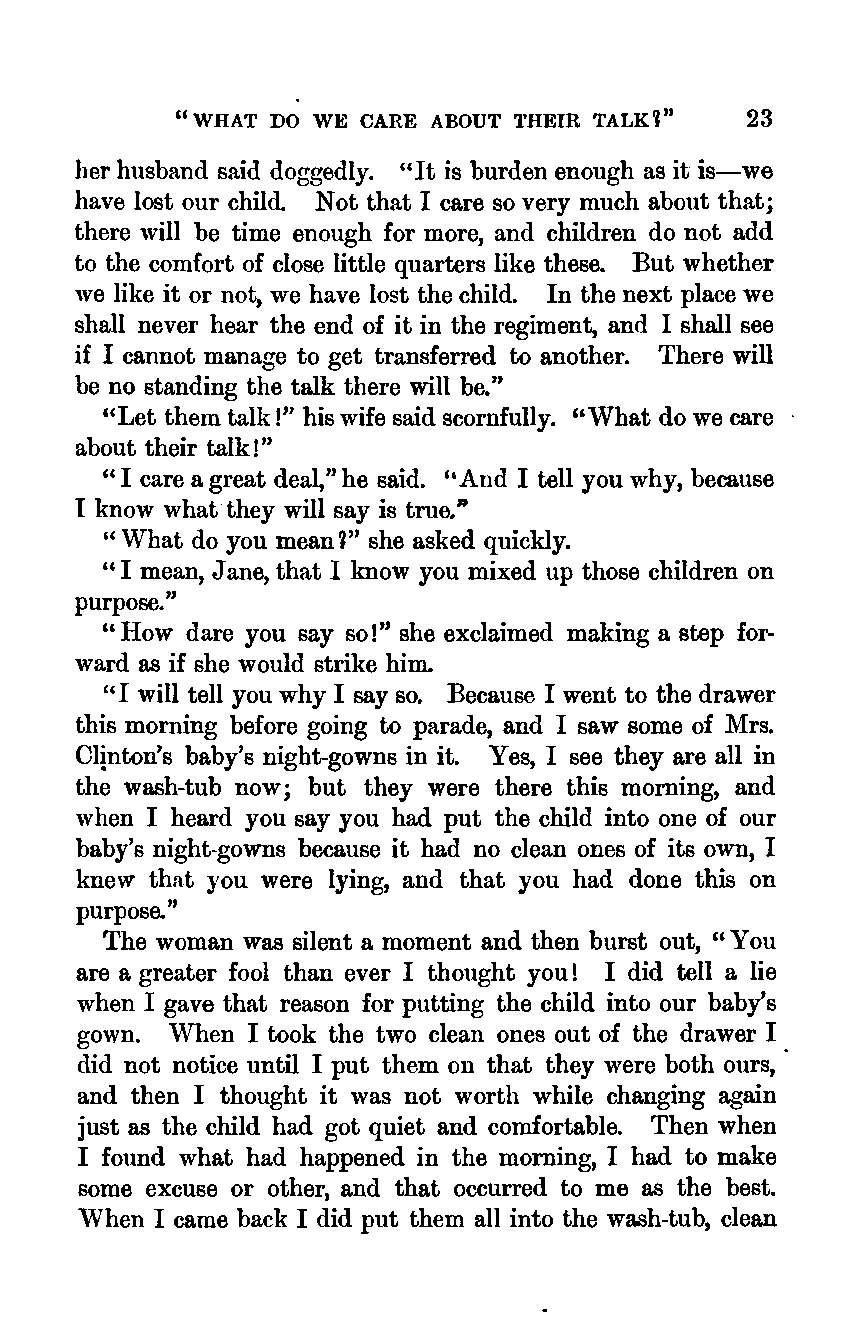 "WHAT DO WE CARE ABOUT THEIR TALK?" 23
her husband said doggedly. "It is burden enough as it is—we
have lost our child. Not that I care so very much about that;
there will be time enough for more, and children do not add
to the comfort of close little quarters like these. But whether
we like it or not, we have lost the child. In the next place we
shall never hear the end of it in the regiment, and I shall see
if I cannot manage to get transferred to another. There will
be no standing the talk there will be."
"Let them talk!" his wife said scornfully. "What do we care
about their talk!"
"I care a great deal," he said. "And I tell you why, because
I know what they will say is true."
"What do you mean?" she asked quickly.
"I mean, Jane, that I know you mixed up those children on
purpose."
"How dare you say so!" she exclaimed making a step for-
ward as if she would strike him.
"I will tell you why I say so. Because I went to the drawer
this morning before going to parade, and I saw some of Mrs.
Clinton's baby's night-gowns in it. Yes, I see they are all in
the wash-tub now; but they were there this morning, and
when I heard you say you had put the child into one of our
baby's night-gowns because it had no clean ones of its own, I
knew that you were lying, and that you had done this on
purpose."
The woman was silent a moment and then burst out, "You
are a greater fool than ever I thought you! I did tell a lie
when I gave that reason for putting the child into our baby's
gown. When I took the two clean ones out of the drawer I
did not notice until I put them on that they were both ours,
and then I thought it was not worth while changing again
just as the child had got quiet and comfortable. Then when
I found what had happened in the morning, I had to make
some excuse or other, and that occurred to me as the best.
When I came back I did put them all into the wash-tub, clean